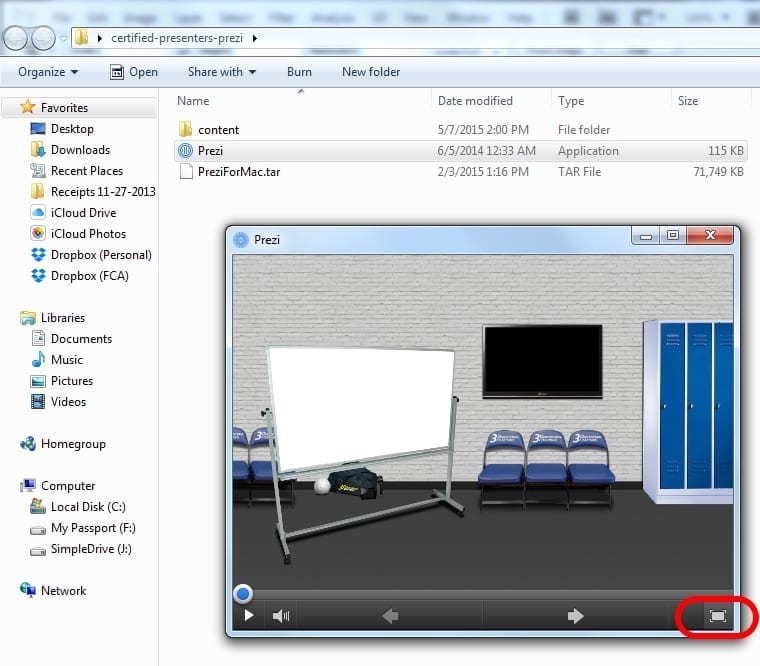 certified-presenters-prezi
Organize Open Share with Burn New folder
Name Date modified Type Size
content 5/7/2015 2:00 PM File folder
Prezi 6/5/2014 12:33 AM Application 115 KB
PreziForMac.tar 2/3/2015 1:16 PM TAR File 71,749 KB
Favorites
Desktop
Downloads
Recent Places
Receipts 11-27-2013
iCloud Drive
iCloud Photos
Dropbox (Personal)
Dropbox (FCA)
Libraries
Documents
Music
Pictures
Videos
Homegroup
Computer
Local Disk (C:)
My Passport (F:)
SimpleDrive (J:)
Network
Prezi